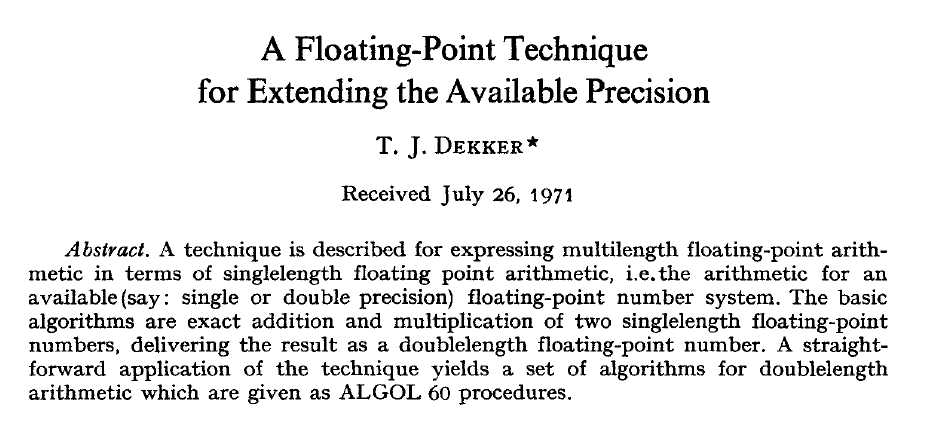 A Floating-Point Technique
for Extending the Available Precision
T. J. DEKKER*
Received July 26, 1971
Abstract. A technique is described for expressing multilength floating-point arith-
metic in terms of singlelength floating point arithmetic, i.e. the arithmetic for an
available (say: single or double precision) floating-point number system. The basic
algorithms are exact addition and multiplication of two singlelength floating-point
numbers, delivering the result as a doublelength floating-point number. A straight-
forward application of the technique yields a set of algorithms for doublelength
arithmetic which are given as ALGOL 60 procedures.